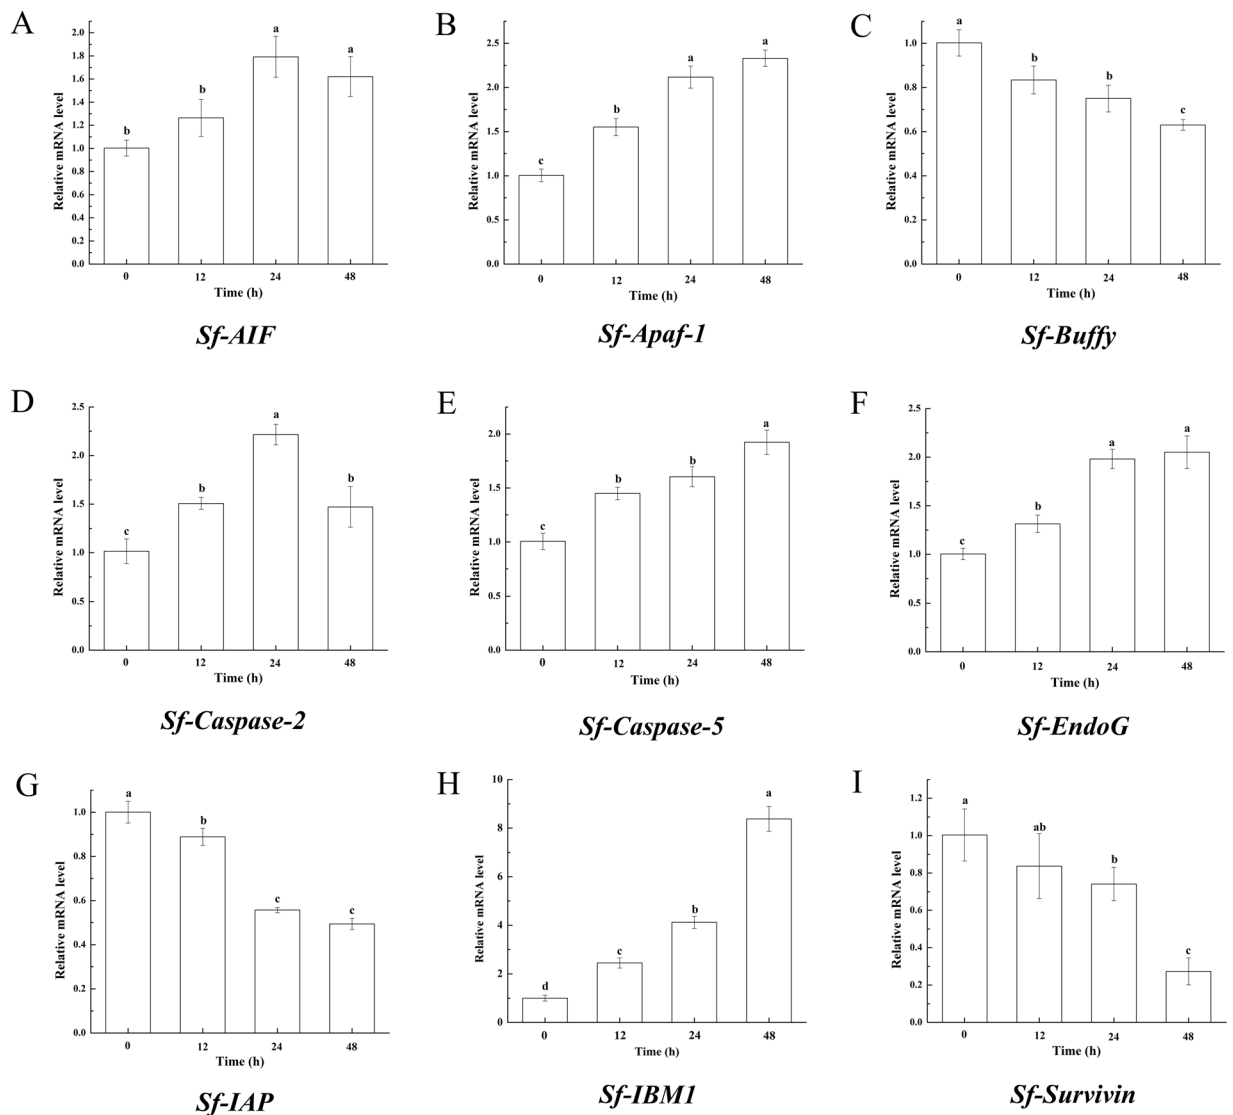 A
Relative mRNA level
2.0
1.8
1.6
1.4
1.2
1.0
0.8
0.6
0.4
0.2
0.0
b
b
a
a
0 12 24 48
Time (h)
Sf-AIF
B
Relative mRNA level
2.5
2.0
1.5
1.0
0.5
0.0
c
b
a
a
0 12 24 48
Time (h)
Sf-Apaf-1
C
Relative mRNA level
1.0
0.8
0.6
0.4
0.2
0.0
a
b
b
c
0 12 24 48
Time (h)
Sf-Buffy
D
Relative mRNA level
2.5
2.0
1.5
1.0
0.5
0.0
c
b
a
b
0 12 24 48
Time (h)
Sf-Caspase-2
E
Relative mRNA level
2.0
1.5
1.0
0.5
0.0
c
b
b
a
0 12 24 48
Time (h)
Sf-Caspase-5
F
Relative mRNA level
2.5
2.0
1.5
1.0
0.5
0.0
c
b
a
a
0 12 24 48
Time (h)
Sf-EndoG
G
Relative mRNA level
1.0
0.8
0.6
0.4
0.2
0.0
a
b
c
c
0 12 24 48
Time (h)
Sf-IAP
H
Relative mRNA level
10
8
6
4
2
0
d
c
b
a
0 12 24 48
Time (h)
Sf-IBM1
I
Relative mRNA level
1.2
1.0
0.8
0.6
0.4
0.2
0.0
a
ab
b
c
0 12 24 48
Time (h)
Sf-Survivin